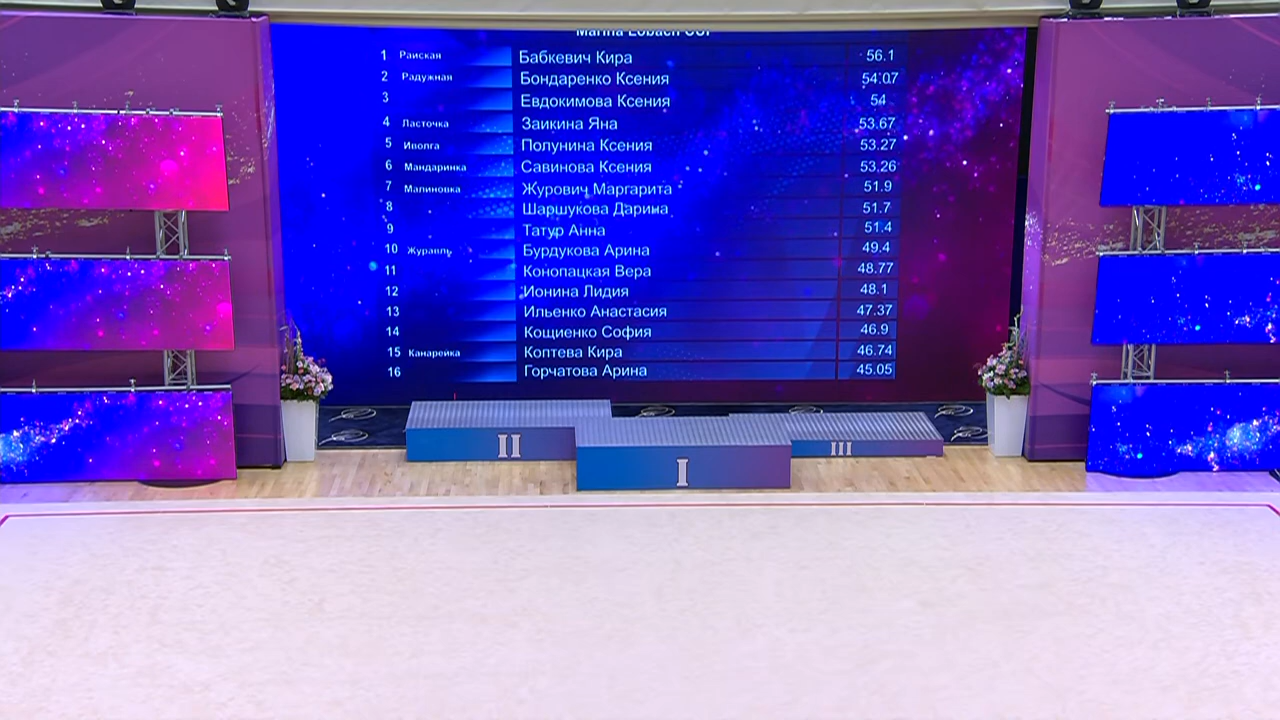 Marina Lobach CUP
1 Раиская Бабкевич Кира 56.1
2 Радужная Бондаренко Ксения 54.07
3 Евдокимова Ксения 54
4 Ласточка Заикина Яна 53.67
5 Иволга Полунина Ксения 53.27
6 Мандаринка Савинова Ксения 53.26
7 Малиновка Журович Маргарита 51.9
8 Шаршукова Дарина 51.7
9 Татур Анна 51.4
10 Журавль Бурдукова Арина 49.4
11 Конопацкая Вера 48.77
12 Ионина Лидия 48.1
13 Ильенко Анастасия 47.37
14 Кощиенко София 46.9
15 Канарейка Коптева Кира 46.74
16 Горчатова Арина 45.05
II
I
III